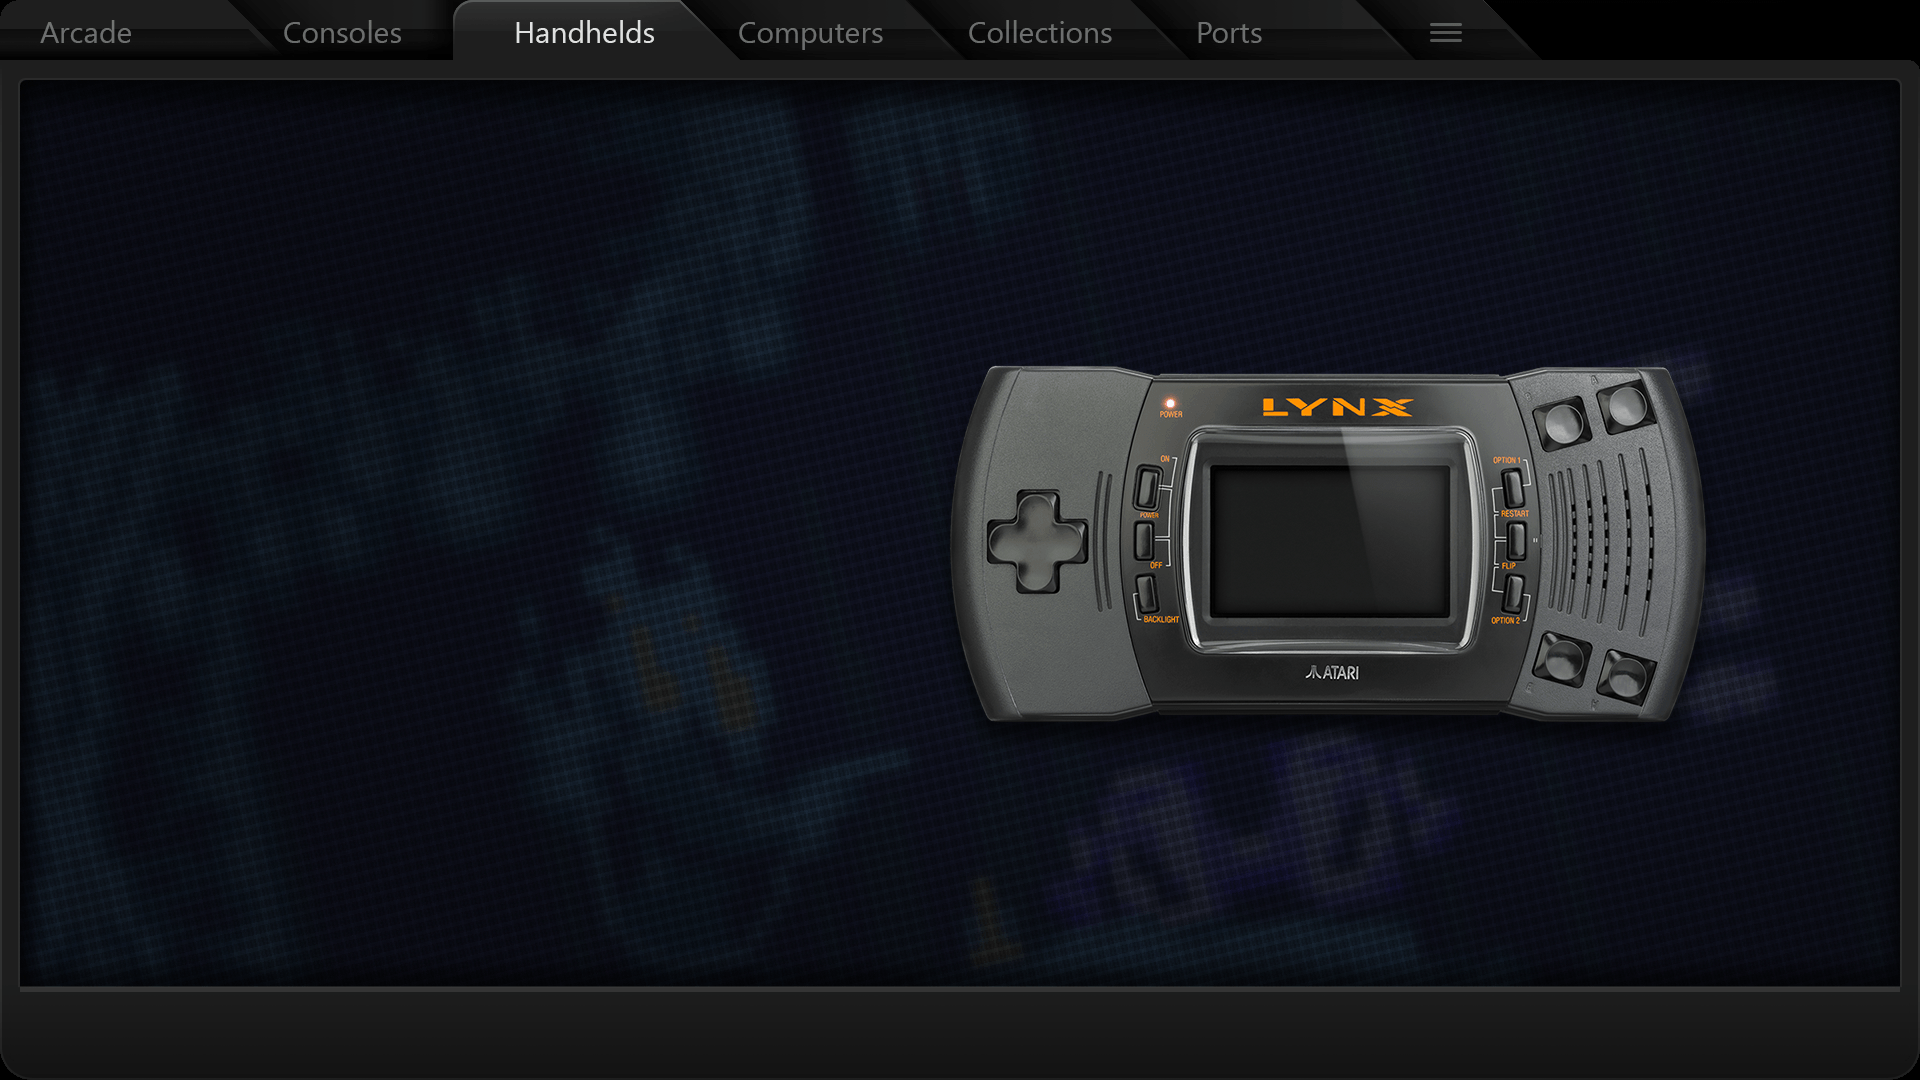 Arcade
Consoles
Handhelds
Computers
Collections
Ports
LYNX
POWER
ON
POWER
OFF
BACKLIGHT
OPTION 1
RESTART
FLIP
OPTION 2
ATARI